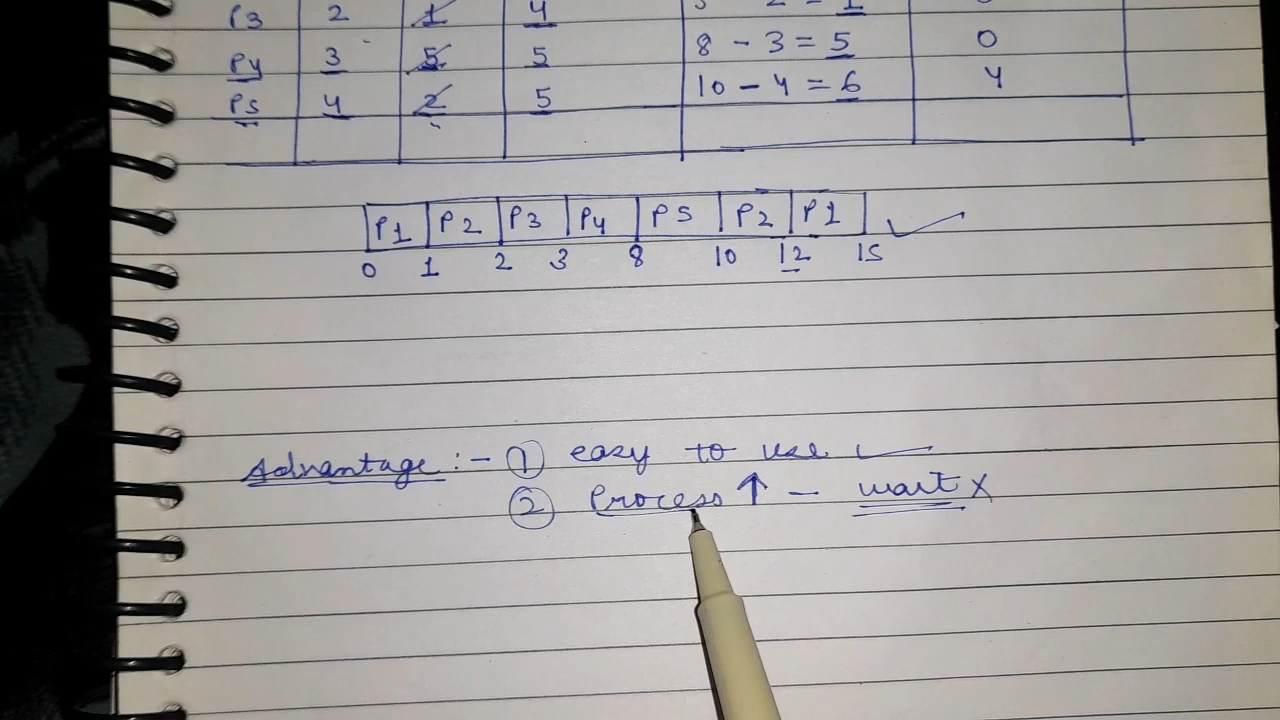 P3 2 1 4 2 = 1
P4 3 5 5 8 - 3 = 5 0
P5 4 2 5 10 - 4 = 6 4
P1 P2 P3 P4 P5 P2 P1
0 1 2 3 8 10 12 15
Advantage :- ① easy to use
② Process ↑ - wait X